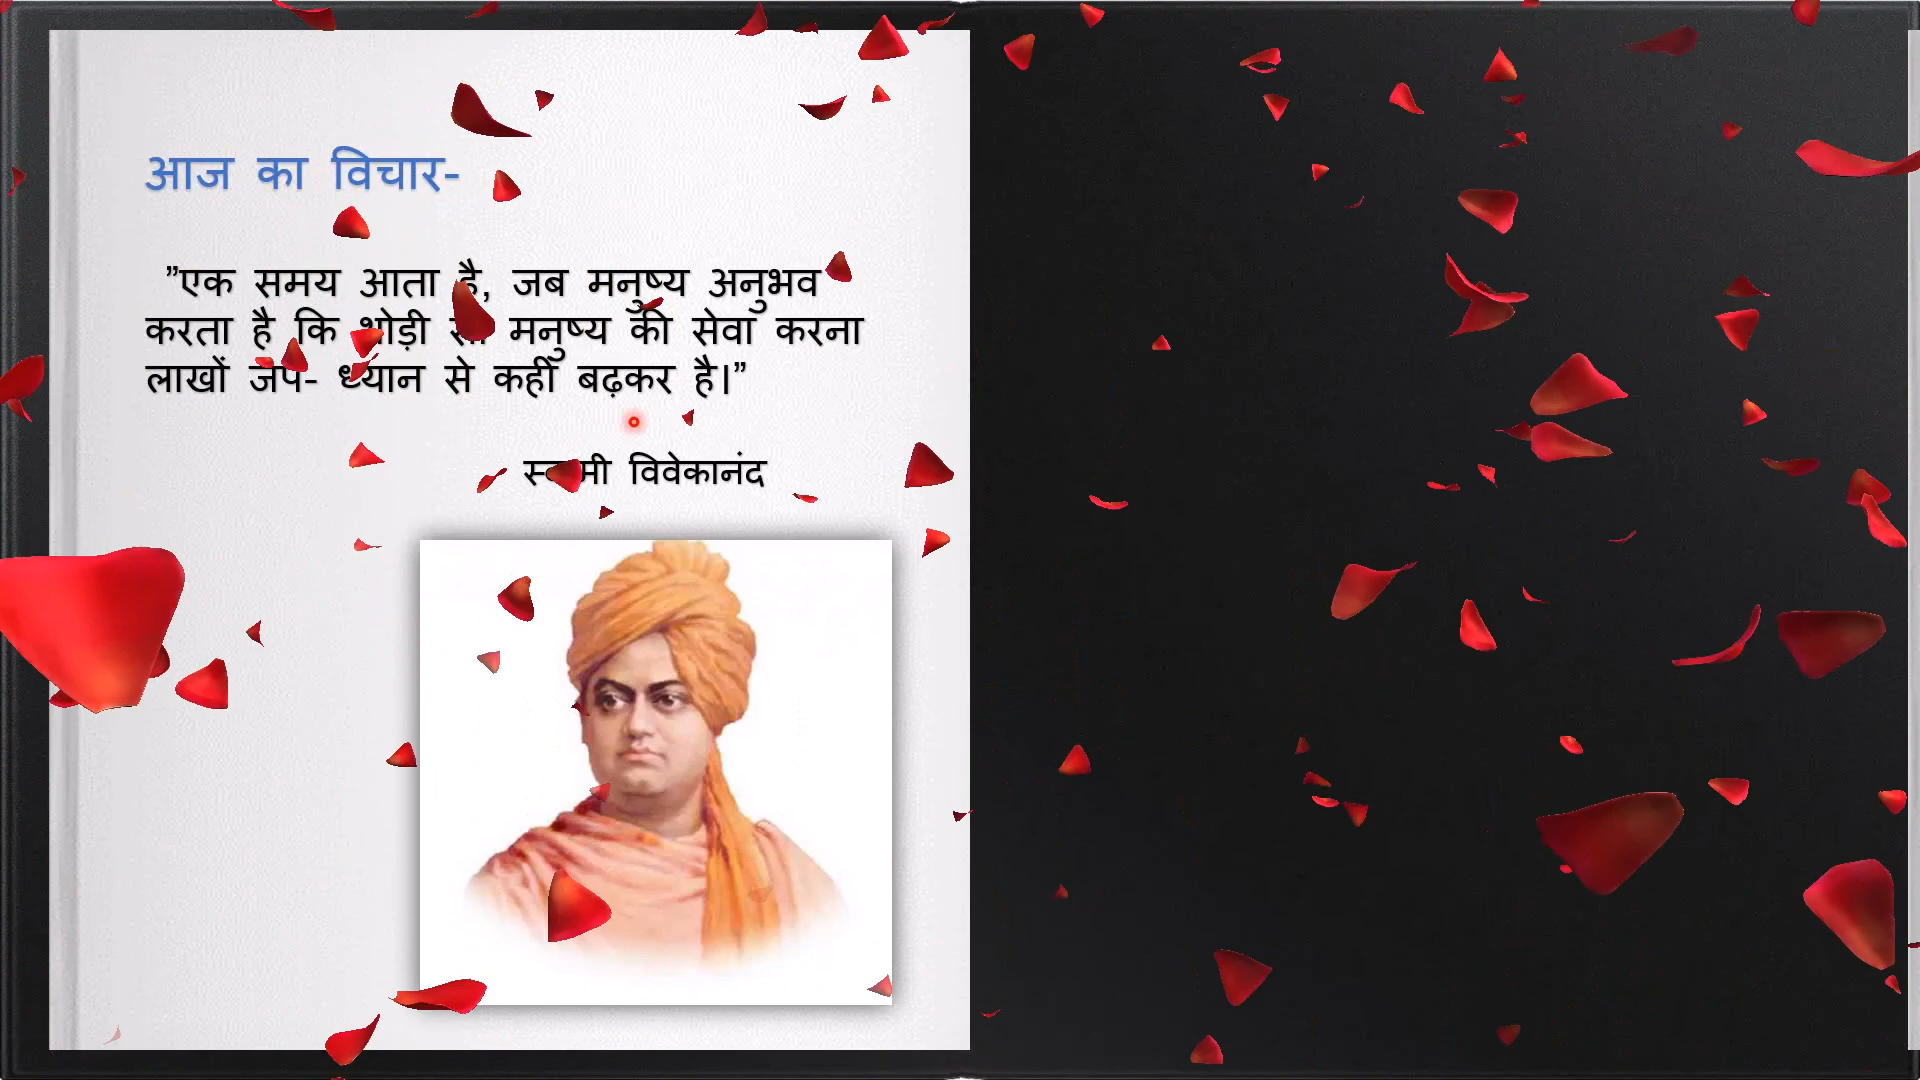 आज का विचार-
”एक समय आता है, जब मनुष्य अनुभव
करता है कि थोड़ी सी मनुष्य की सेवा करना
लाखों जप- ध्यान से कहीं बढ़कर है।”
स्वामी विवेकानंद